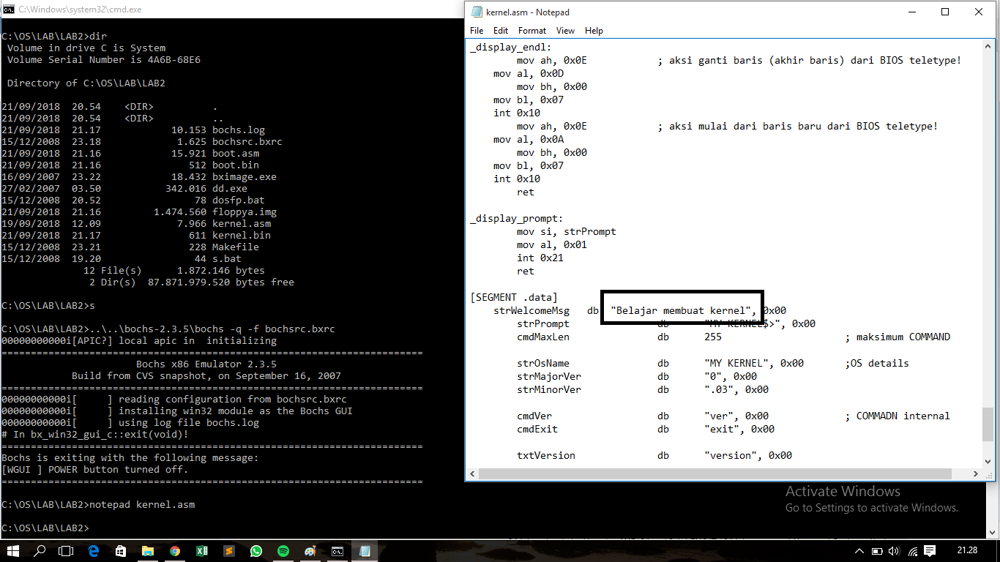 C:\Windows\system32\cmd.exe
C:\OS\LAB\LAB2>dir
 Volume in drive C is System
 Volume Serial Number is 4A6B-68E6
 Directory of C:\OS\LAB\LAB2
21/09/2018  20.54    <DIR>          .
21/09/2018  20.54    <DIR>          ..
21/09/2018  21.17            10.153 bochs.log
15/12/2008  23.18             1.625 bochsrc.bxrc
21/09/2018  21.16            15.921 boot.asm
21/09/2018  21.16               512 boot.bin
16/09/2007  23.22            18.432 bximage.exe
27/02/2007  03.50           342.016 dd.exe
15/12/2008  20.52                78 dosfp.bat
21/09/2018  21.16         1.474.560 floppya.img
19/09/2018  12.09             7.966 kernel.asm
21/09/2018  21.17               611 kernel.bin
15/12/2008  23.21               228 Makefile
15/12/2008  19.20                44 s.bat
              12 File(s)      1.872.146 bytes
               2 Dir(s)  87.871.979.520 bytes free
C:\OS\LAB\LAB2>s
C:\OS\LAB\LAB2>..\..\bochs-2.3.5\bochs -q -f bochsrc.bxrc
00000000000i[APIC?] local apic in  initializing
========================================================================
                       Bochs x86 Emulator 2.3.5
            Build from CVS snapshot, on September 16, 2007
========================================================================
00000000000i[     ] reading configuration from bochsrc.bxrc
00000000000i[     ] installing win32 module as the Bochs GUI
00000000000i[     ] using log file bochs.log
# In bx_win32_gui_c::exit(void)!
========================================================================
Bochs is exiting with the following message:
[WGUI ] POWER button turned off.
========================================================================
C:\OS\LAB\LAB2>notepad kernel.asm
C:\OS\LAB\LAB2>
kernel.asm - Notepad
File Edit Format View Help
_display_endl:
        mov ah, 0x0E            ; aksi ganti baris (akhir baris) dari BIOS teletype!
    mov al, 0x0D
        mov bh, 0x00
    mov bl, 0x07
    int 0x10
        mov ah, 0x0E            ; aksi mulai dari baris baru dari BIOS teletype!
    mov al, 0x0A
        mov bh, 0x00
    mov bl, 0x07
    int 0x10
        ret
_display_prompt:
        mov si, strPrompt
        mov al, 0x01
        int 0x21
        ret
[SEGMENT .data]
    strWelcomeMsg   db  "Belajar membuat kernel", 0x00
        strPrompt               db      "MY KERNEL$>", 0x00
        cmdMaxLen               db      255                     ; maksimum COMMAND
        strOsName               db      "MY KERNEL", 0x00       ;OS details
        strMajorVer             db      "0", 0x00
        strMinorVer             db      ".03", 0x00
        cmdVer                  db      "ver", 0x00             ; COMMADN internal
        cmdExit                 db      "exit", 0x00
        txtVersion              db      "version", 0x00
Activate Windows
Go to Settings to activate Windows.
21.28